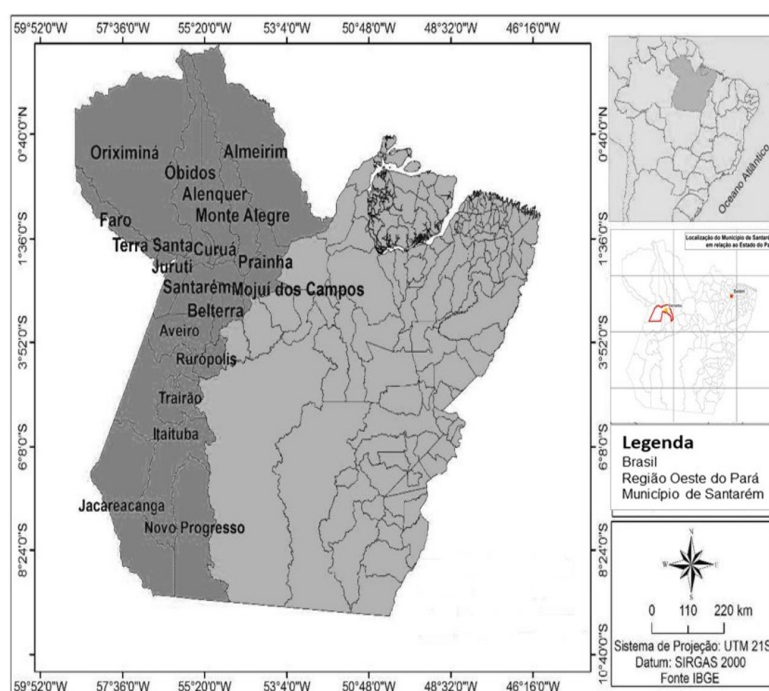 59°52'0"W 57°36'0"W 55°20'0"W 53°4'0"W 50°48'0"W 48°32'0"W 46°16'0"W
0°40'0"N
1°36'0"S
3°52'0"S
6°8'0"S
8°24'0"S
Oriximiná
Almeirim
Óbidos
Alenquer
Monte Alegre
Faro
Terra Santa
Curuá
Juruti
Prainha
Santarém
Mojuí dos Campos
Belterra
Aveiro
Rurópolis
Trairão
Itaituba
Jacareacanga
Novo Progresso
0°40'0"N
1°36'0"S
3°52'0"S
6°8'0"S
8°24'0"S
10°40'0"S
59°52'0"W 57°36'0"W 55°20'0"W 53°4'0"W 50°48'0"W 48°32'0"W 46°16'0"W
Oceano Atlântico
Localização do Município de Santarém
em relação ao Estado do Pa
Legenda
Brasil
Região Oeste do Pará
Município de Santarém
N
W E
S
0 110 220 km
Sistema de Projeção: UTM 21S
Datum: SIRGAS 2000
Fonte IBGE